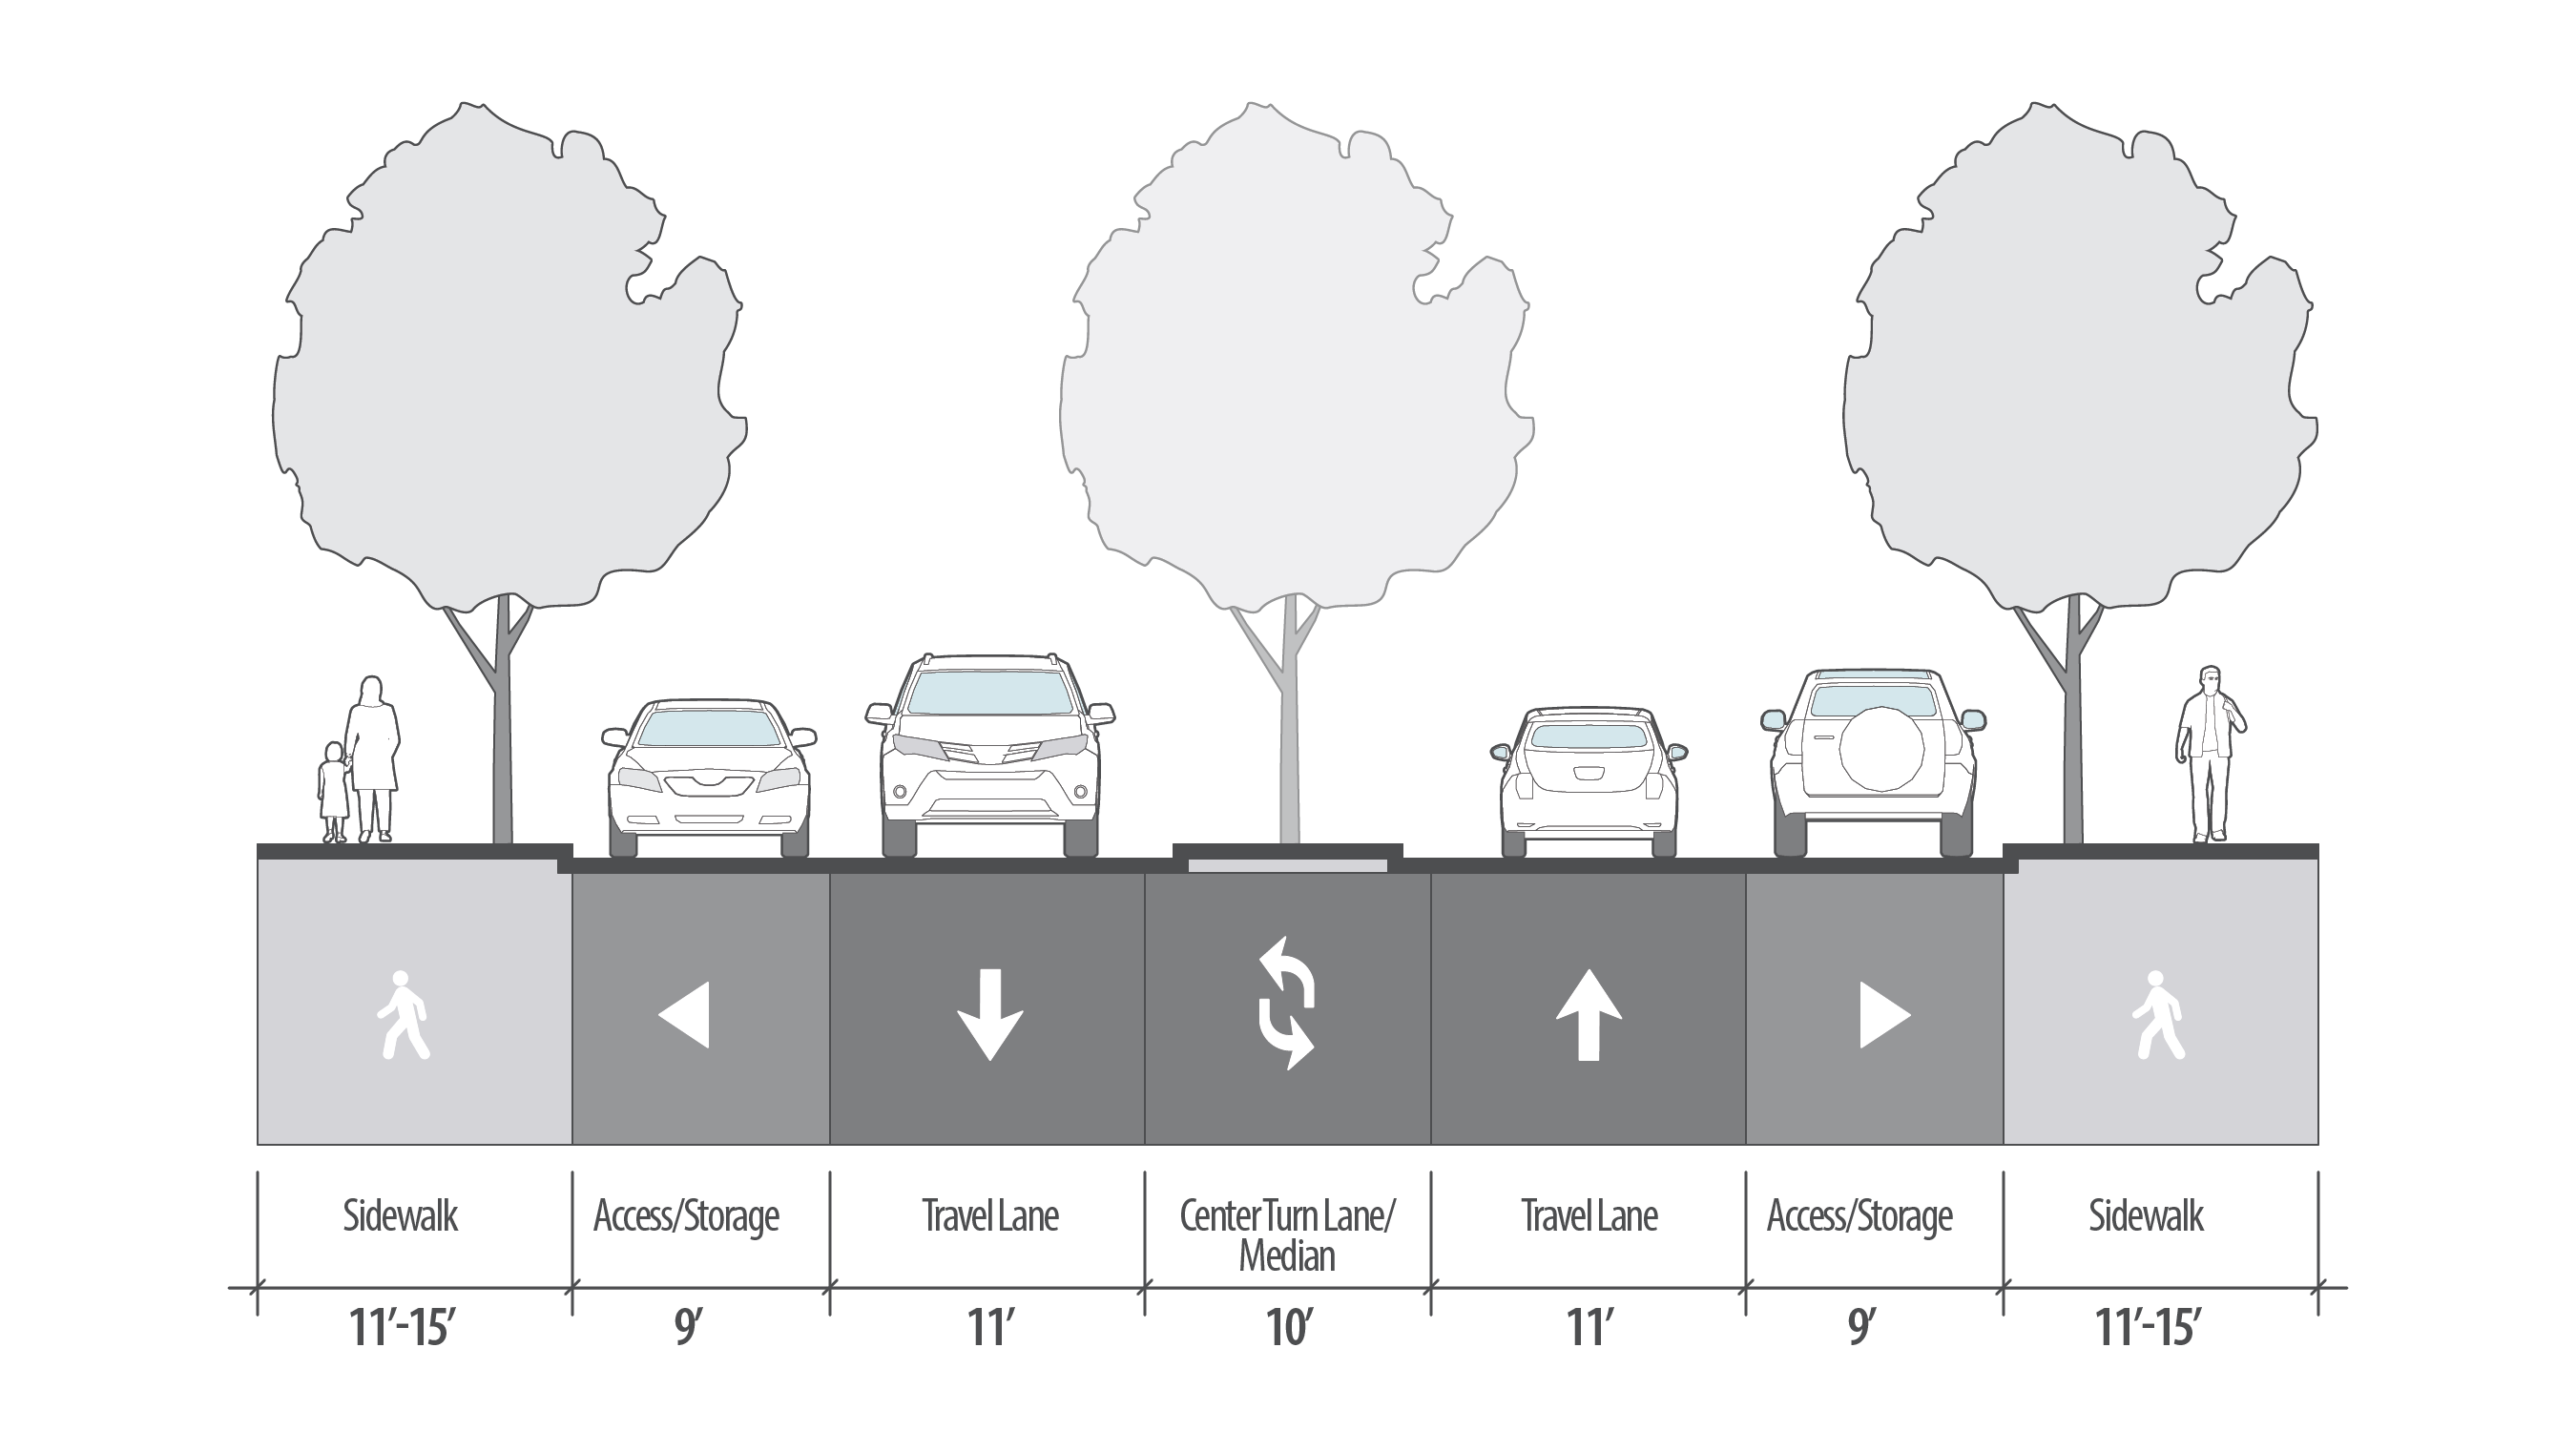 Sidewalk
Access/Storage
Travel Lane
Center Turn Lane/
Median
Travel Lane
Access/Storage
Sidewalk
11′-15′
9′
11′
10′
11′
9′
11′-15′